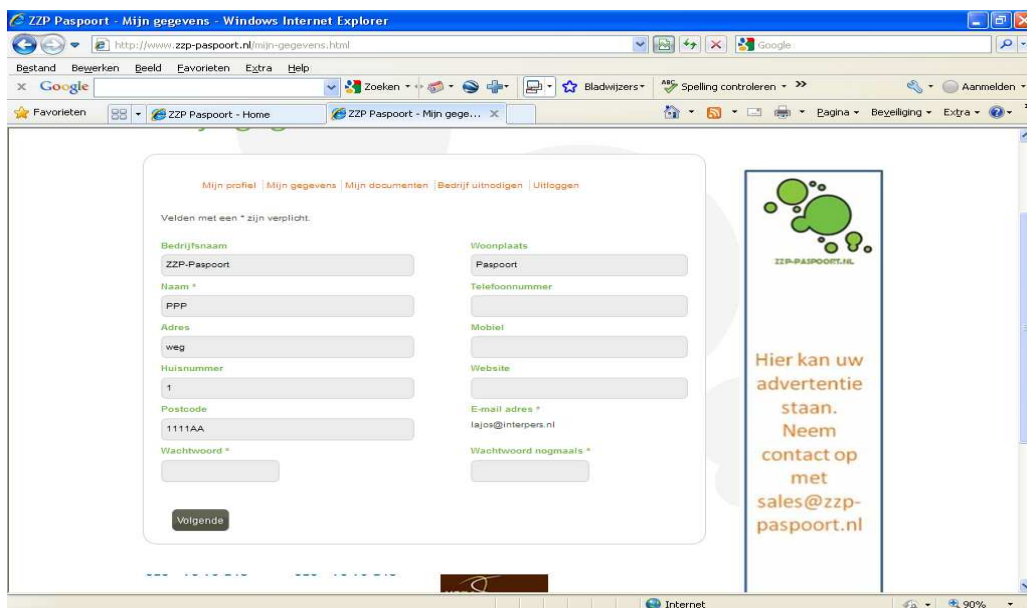 ZZP Paspoort - Mijn gegevens - Windows Internet Explorer
http://www.zzp-paspoort.nl/mijn-gegevens.html
Google
Bestand Bewerken Beeld Favorieten Extra Help
x Google Zoeken Bladwijzers ABC Spelling controleren >> Aanmelden
Favorieten ZZP Paspoort - Home ZZP Paspoort - Mijn gege... X Pagina Beveiliging Extra
Mijn profiel | Mijn gegevens | Mijn documenten | Bedrijf uitnodigen | Uitloggen
Velden met een * zijn verplicht.
Bedrijfsnaam
ZZP-Paspoort
Naam *
PPP
Adres
weg
Huisnummer
1
Postcode
1111AA
Wachtwoord *
Woonplaats
Paspoort
Telefoonnummer
Mobiel
Website
E-mail adres *
lajos@interpers.nl
Wachtwoord nogmaals *
Volgende
ZZP-PASPOORT.NL
Hier kan uw
advertentie
staan.
Neem
contact op
met
sales@zzp-
paspoort.nl
Internet 90%